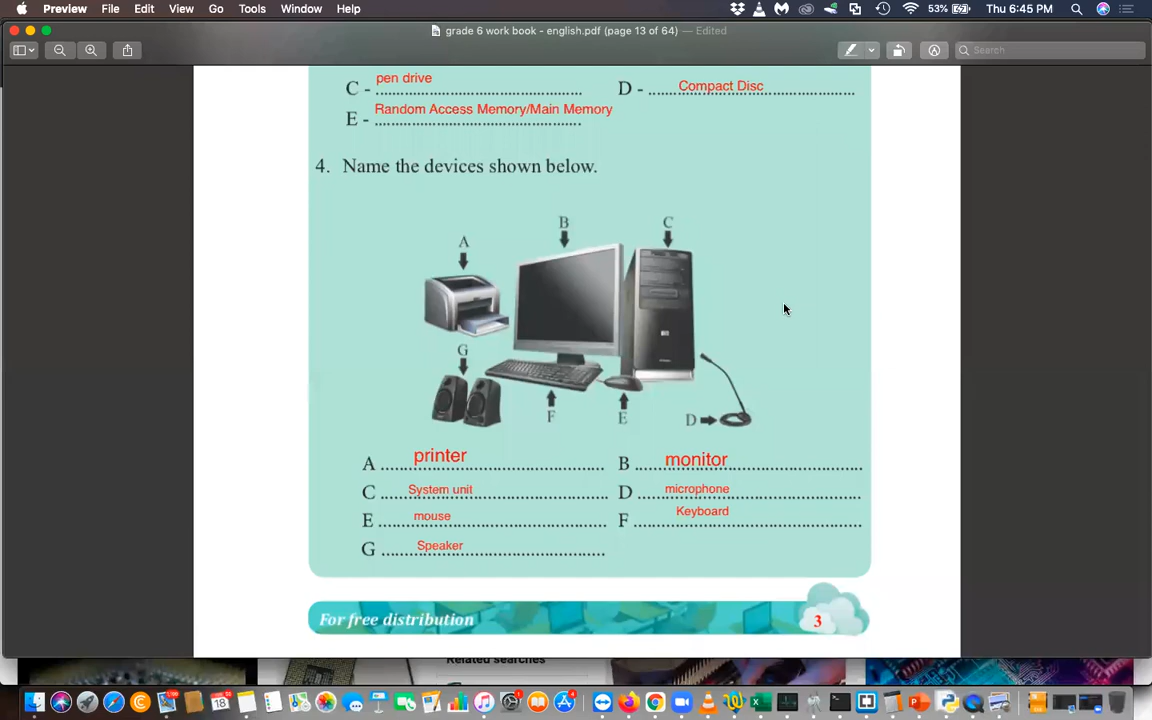 Preview File Edit View Go Tools Window Help 53% Thu 6:45 PM
grade 6 work book - english.pdf (page 13 of 64) — Edited
Search
C - pen drive D - Compact Disc
E - Random Access Memory/Main Memory
4. Name the devices shown below.
B C
A
G
F E D
A printer B monitor
C System unit D microphone
E mouse F Keyboard
G Speaker
For free distribution 3
Related searches
18